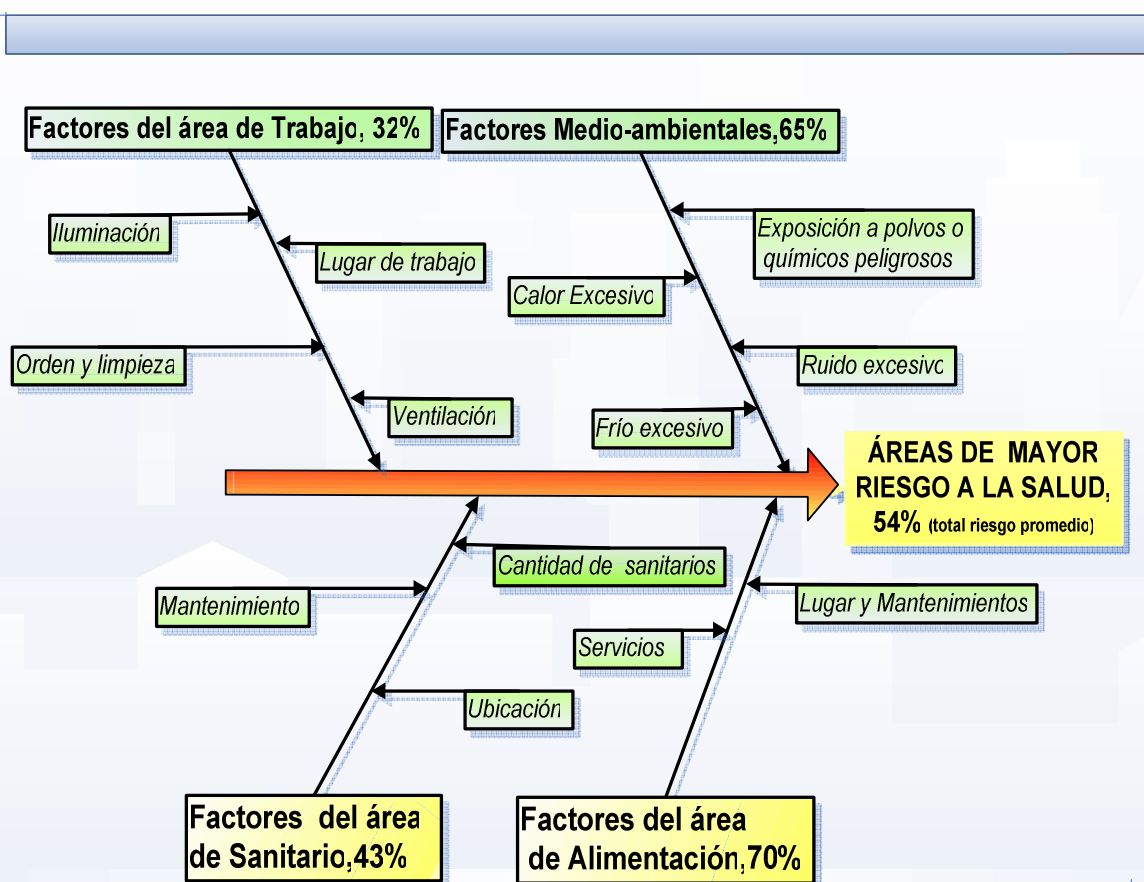 Factores del área de Trabajo, 32%
Factores Medio-ambientales,65%
Iluminación
Lugar de trabajo
Exposición a polvos o
químicos peligrosos
Calor Excesivo
Orden y limpieza
Ruido excesivo
Ventilación
Frío excesivo
ÁREAS DE MAYOR
RIESGO A LA SALUD,
54% (total riesgo promedio)
Cantidad de sanitarios
Mantenimiento
Lugar y Mantenimientos
Servicios
Ubicación
Factores del área
de Sanitario,43%
Factores del área
de Alimentación,70%